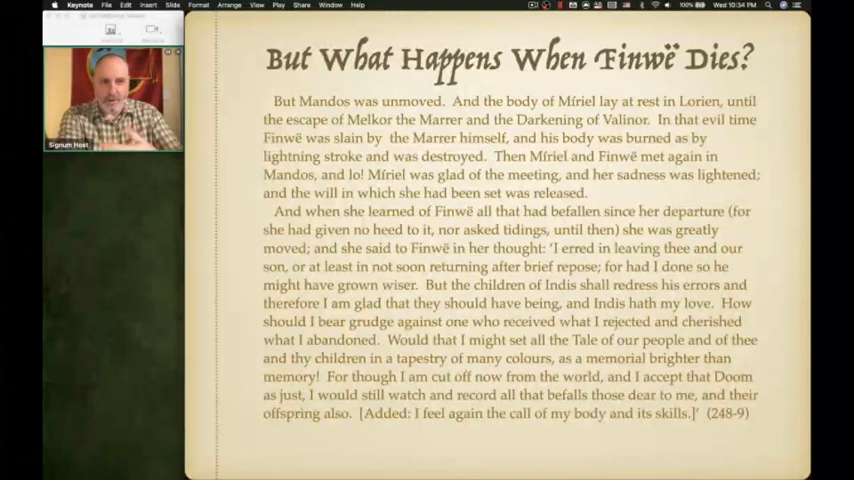 Keynote File Edit Insert Slide Format Arrange View Play Share Window Help
100% Wed 10:34 PM
Signum Host
But What Happens When Finwë Dies?
But Mandos was unmoved. And the body of Míriel lay at rest in Lorien, until
the escape of Melkor the Marrer and the Darkening of Valinor. In that evil time
Finwë was slain by the Marrer himself, and his body was burned as by
lightning stroke and was destroyed. Then Míriel and Finwë met again in
Mandos, and lo! Míriel was glad of the meeting, and her sadness was lightened;
and the will in which she had been set was released.
And when she learned of Finwë all that had befallen since her departure (for
she had given no heed to it, nor asked tidings, until then) she was greatly
moved; and she said to Finwë in her thought: 'I erred in leaving thee and our
son, or at least in not soon returning after brief repose; for had I done so he
might have grown wiser. But the children of Indis shall redress his errors and
therefore I am glad that they should have being, and Indis hath my love. How
should I bear grudge against one who received what I rejected and cherished
what I abandoned. Would that I might set all the Tale of our people and of thee
and thy children in a tapestry of many colours, as a memorial brighter than
memory! For though I am cut off now from the world, and I accept that Doom
as just, I would still watch and record all that befalls those dear to me, and their
offspring also. [Added: I feel again the call of my body and its skills.]' (248-9)